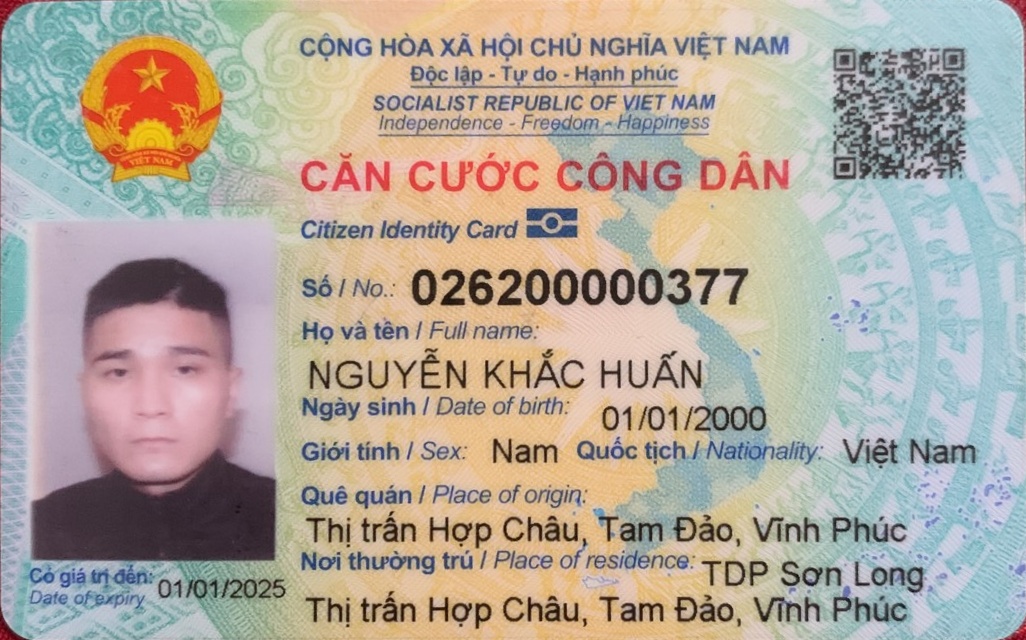 CỘNG HÒA XÃ HỘI CHỦ NGHĨA VIỆT NAM
Độc lập - Tự do - Hạnh phúc
SOCIALIST REPUBLIC OF VIET NAM
Independence - Freedom - Happiness
VIỆT NAM
CĂN CƯỚC CÔNG DÂN
Citizen Identity Card
Số / No.: 026200000377
Họ và tên / Full name:
NGUYỄN KHẮC HUẤN
Ngày sinh / Date of birth: 01/01/2000
Giới tính / Sex: Nam Quốc tịch / Nationality: Việt Nam
Quê quán / Place of origin:
Thị trấn Hợp Châu, Tam Đảo, Vĩnh Phúc
Nơi thường trú / Place of residence: TDP Sơn Long
Thị trấn Hợp Châu, Tam Đảo, Vĩnh Phúc
Có giá trị đến: 01/01/2025
Date of expiry